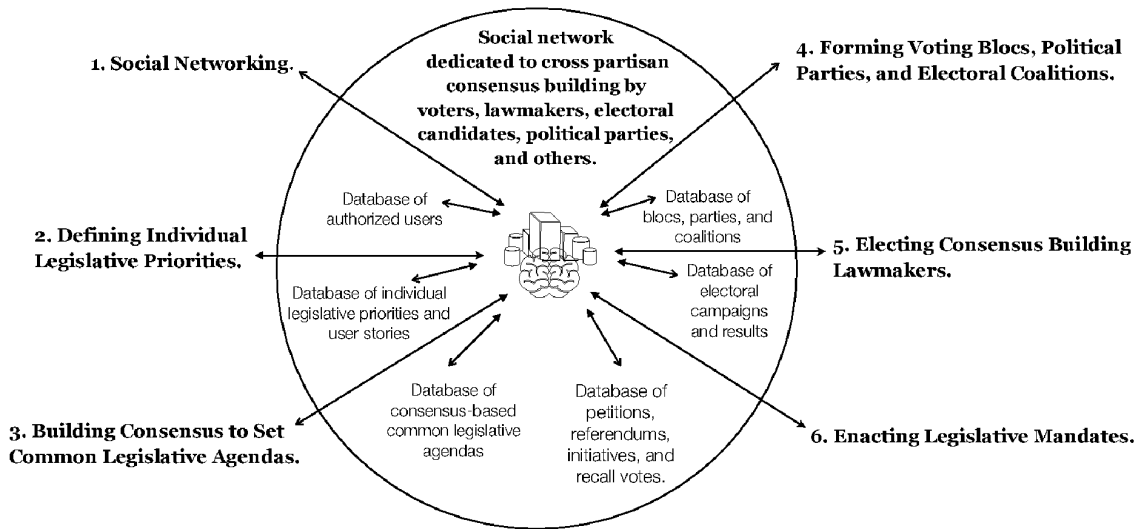 1. Social Networking.
2. Defining Individual
Legislative Priorities.
3. Building Consensus to Set
Common Legislative Agendas.
Social network
dedicated to cross partisan
consensus building by
voters, lawmakers, electoral
candidates, political parties,
and others.
Database of
authorized users
Database of individual
legislative priorities and
user stories
Database of
consensus-based
common legislative
agendas
Database of
petitions,
referendums,
initiatives, and
recall votes.
Database of
blocs, parties, and
coalitions
Database of
electoral
campaigns
and results
4. Forming Voting Blocs, Political
Parties, and Electoral Coalitions.
5. Electing Consensus Building
Lawmakers.
6. Enacting Legislative Mandates.